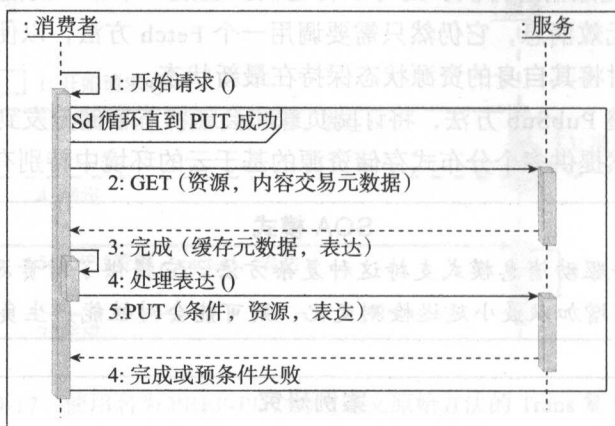 : 消费者
: 服务
1: 开始请求 ()
Sd 循环直到 PUT 成功
2: GET (资源，内容交易元数据)
3: 完成 (缓存元数据，表达)
4: 处理表达 ()
5:PUT (条件，资源，表达)
4: 完成或预条件失败